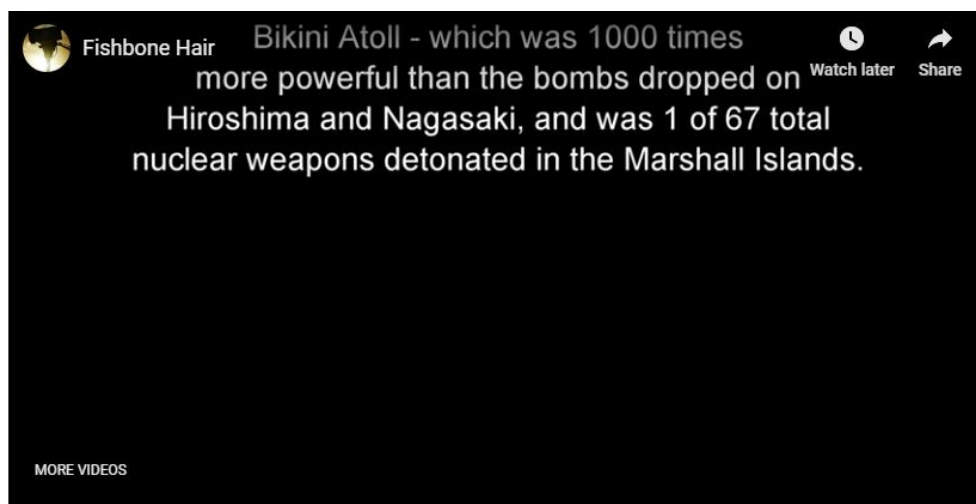 Fishbone Hair
Bikini Atoll - which was 1000 times
more powerful than the bombs dropped on
Hiroshima and Nagasaki, and was 1 of 67 total
nuclear weapons detonated in the Marshall Islands.
Watch later
Share
MORE VIDEOS